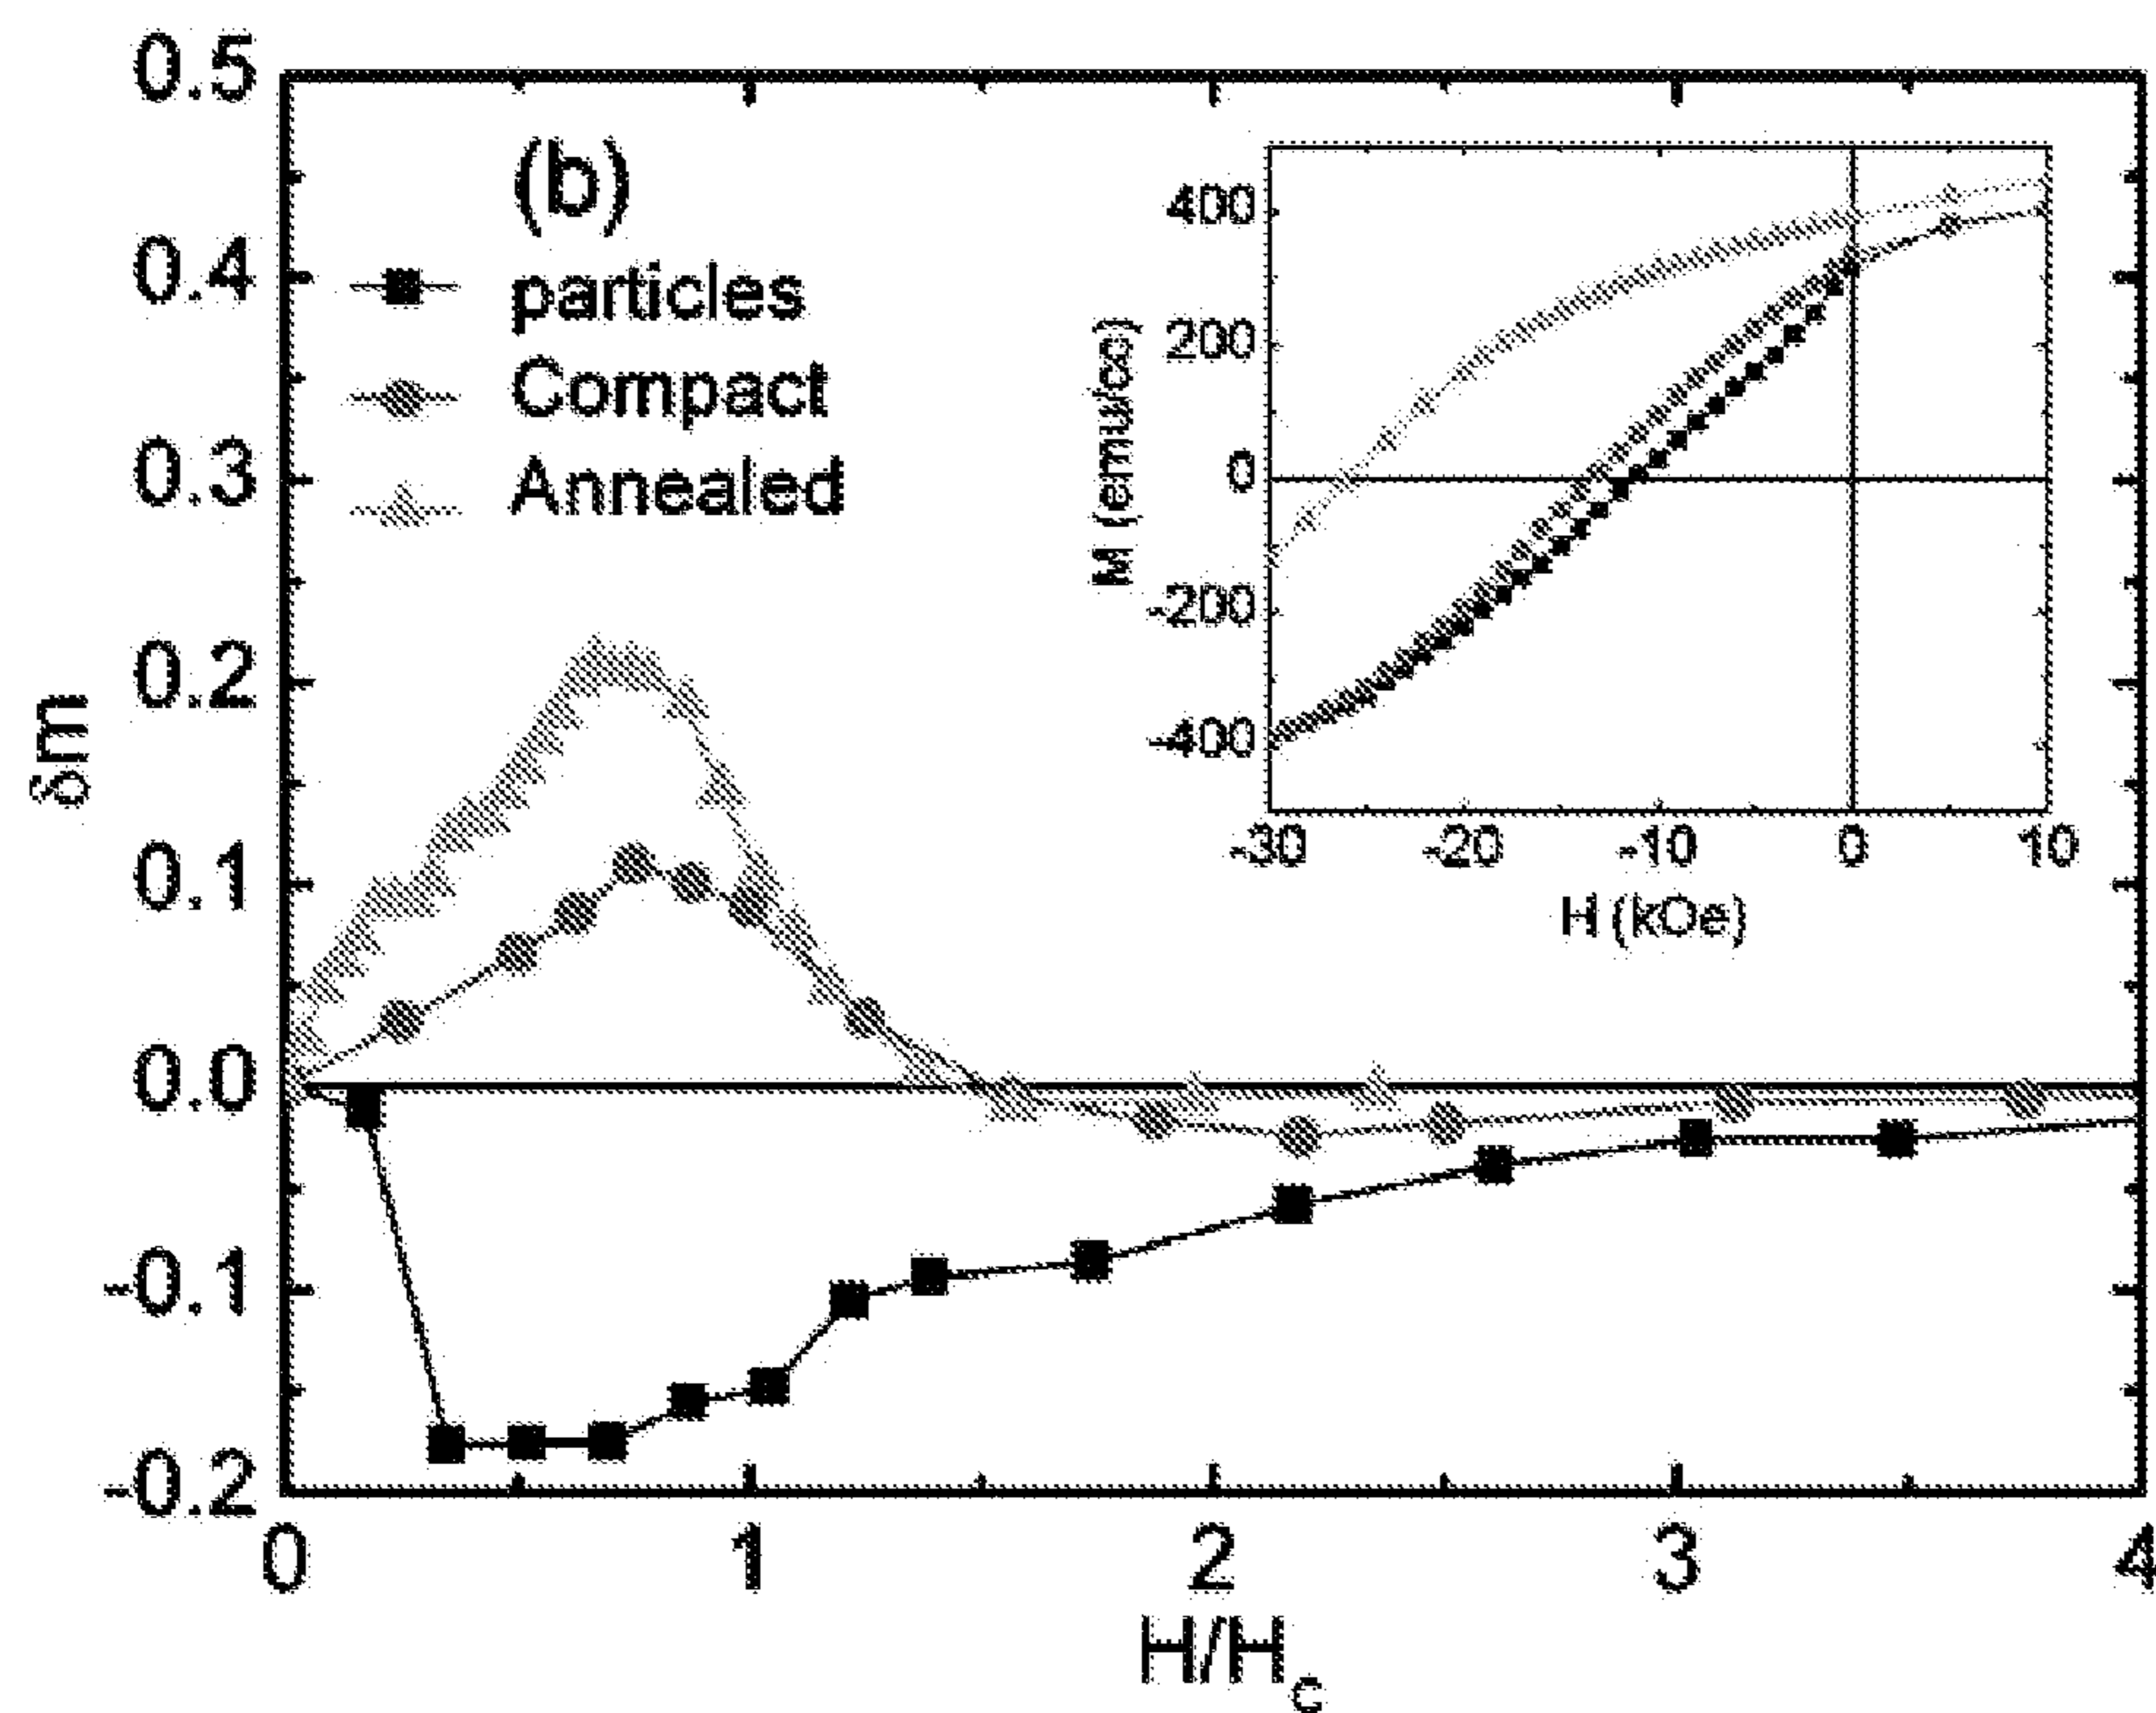 0.5
(b)
particles
Compact
Annealed
0.4
0.3
0.2
0.1
0.0
-0.1
-0.2
δm
0 1 2 3 4
H/Hc
400
200
0
-200
-400
M (emu/cc)
-30 -20 -10 0 10
H (kOe)